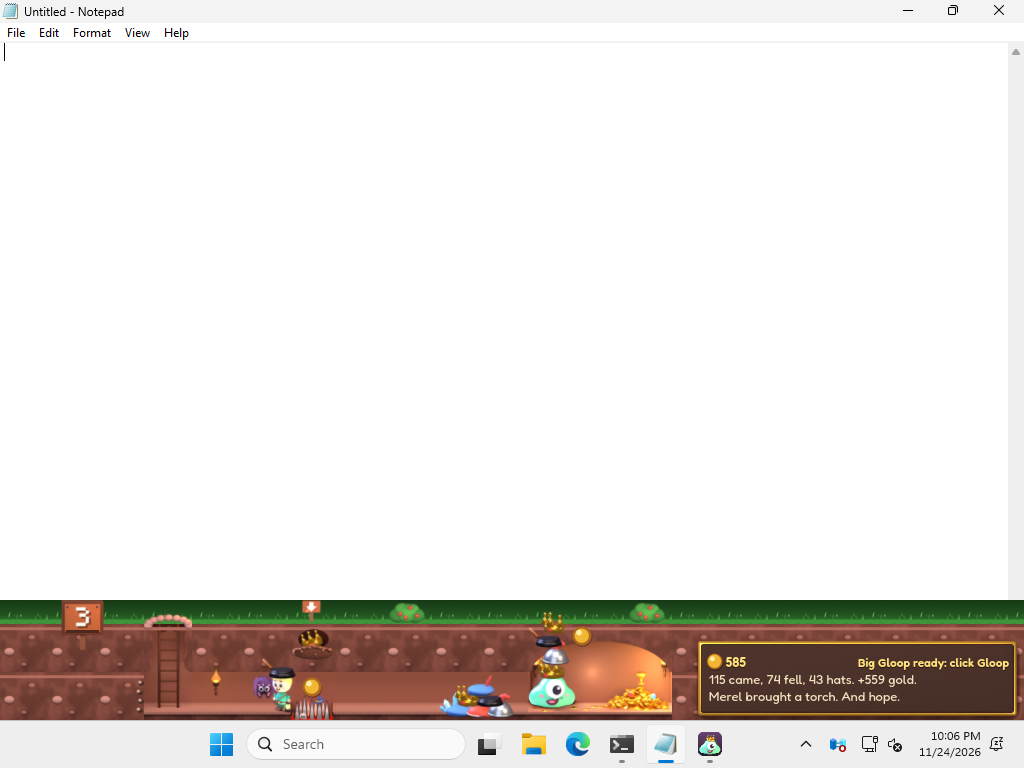 Untitled - Notepad
File Edit Format View Help
3
585 Big Gloop ready: click Gloop
115 came, 74 fell, 43 hats. +559 gold.
Merel brought a torch. And hope.
Search
10:06 PM
11/24/2026